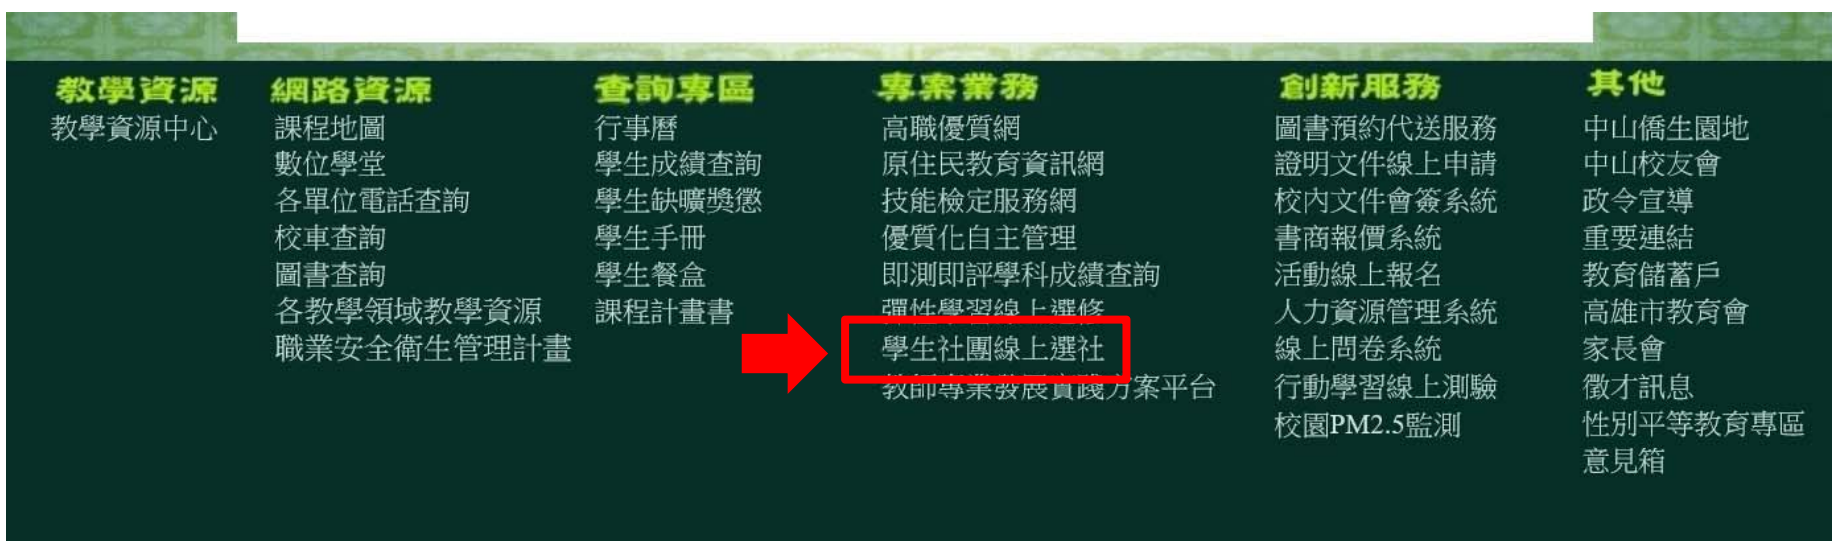 教學資源
教學資源中心
網路資源
課程地圖
數位學堂
各單位電話查詢
校車查詢
圖書查詢
各教學領域教學資源
職業安全衛生管理計畫
查詢專區
行事曆
學生成績查詢
學生缺曠獎懲
學生手冊
學生餐盒
課程計畫書
專案業務
高職優質網
原住民教育資訊網
技能檢定服務網
優質化自主管理
即測即評學科成績查詢
彈性學習線上選修
學生社團線上選社
教師專業發展實踐方案平台
創新服務
圖書預約代送服務
證明文件線上申請
校內文件會簽系統
書商報價系統
活動線上報名
人力資源管理系統
線上問卷系統
行動學習線上測驗
校園PM2.5監測
其他
中山僑生園地
中山校友會
政令宣導
重要連結
教育儲蓄戶
高雄市教育會
家長會
徵才訊息
性別平等教育專區
意見箱